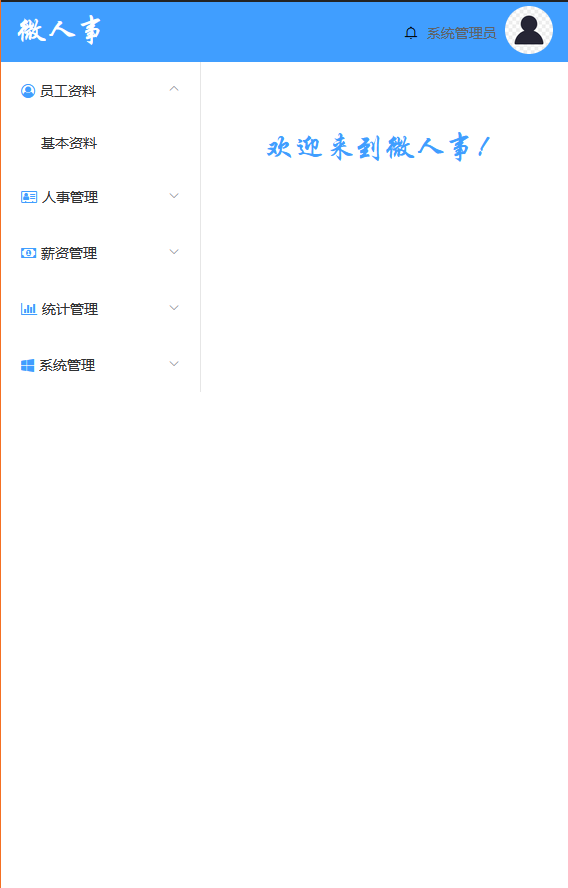 微人事
系统管理员
员工资料
基本资料
人事管理
薪资管理
统计管理
系统管理
欢迎来到微人事！